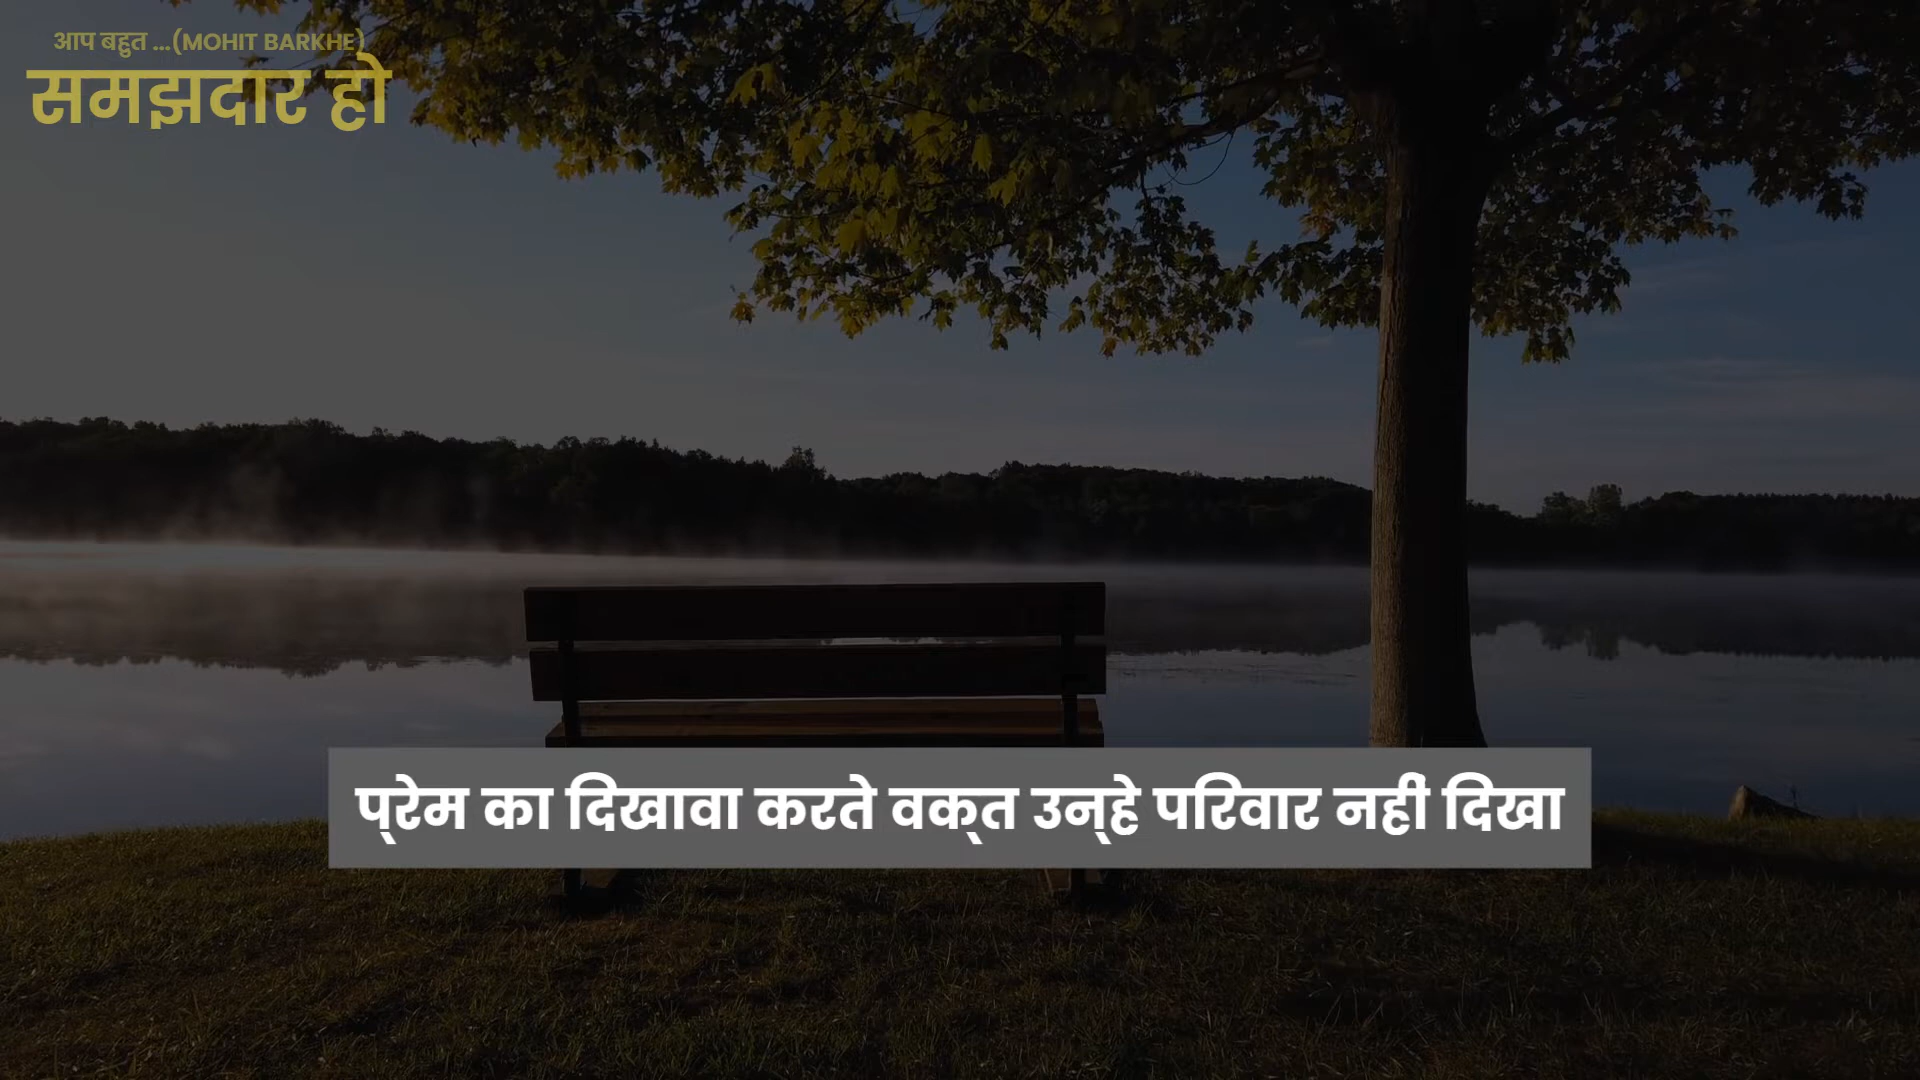 आप बहुत ...(MOHIT BARKHE)
समझदार हो
प्‌रेम का दिखावा करते वक्‌त उन्‌हे परिवार नहीं दिखा